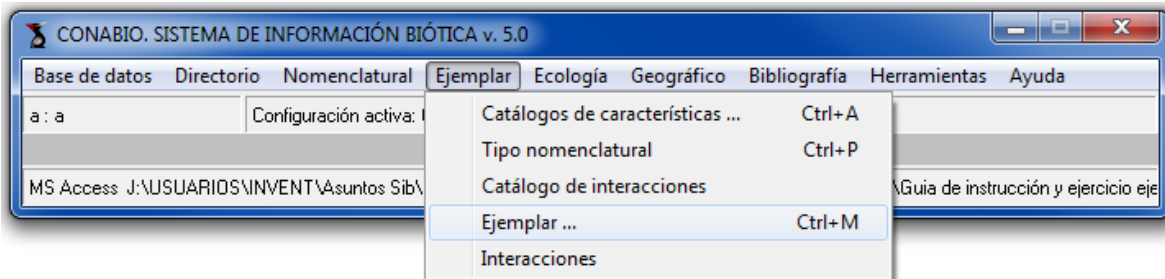 CONABIO. SISTEMA DE INFORMACIÓN BIÓTICA v. 5.0
Base de datos Directorio Nomenclatural Ejemplar Ecología Geográfico Bibliografía Herramientas Ayuda
a : a Configuración activa:
Catálogos de características ... Ctrl+A
Tipo nomenclatural Ctrl+P
Catálogo de interacciones
MS Access J:\USUARIOS\INVENT\Asuntos Sib\ \Guia de instrucción y ejercicio eje
Ejemplar ... Ctrl+M
Interacciones